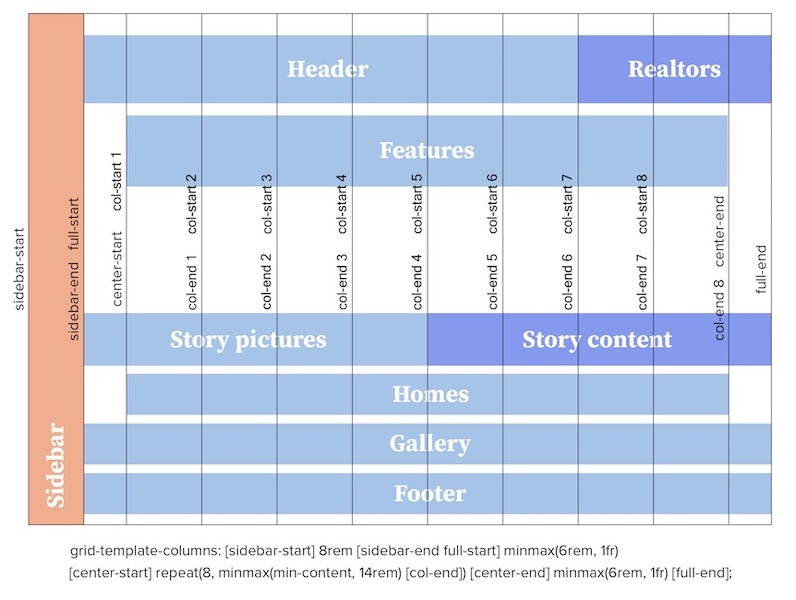 Header
Realtors
Features
sidebar-start
sidebar-end full-start
center-start col-start 1
col-end 1 col-start 2
col-end 2 col-start 3
col-end 3 col-start 4
col-end 4 col-start 5
col-end 5 col-start 6
col-end 6 col-start 7
col-end 7 col-start 8
col-end 8 center-end
full-end
Story pictures
Story content
Homes
Gallery
Footer
Sidebar
grid-template-columns: [sidebar-start] 8rem [sidebar-end full-start] minmax(6rem, 1fr)
[center-start] repeat(8, minmax(min-content, 14rem) [col-end]) [center-end] minmax(6rem, 1fr) [full-end];